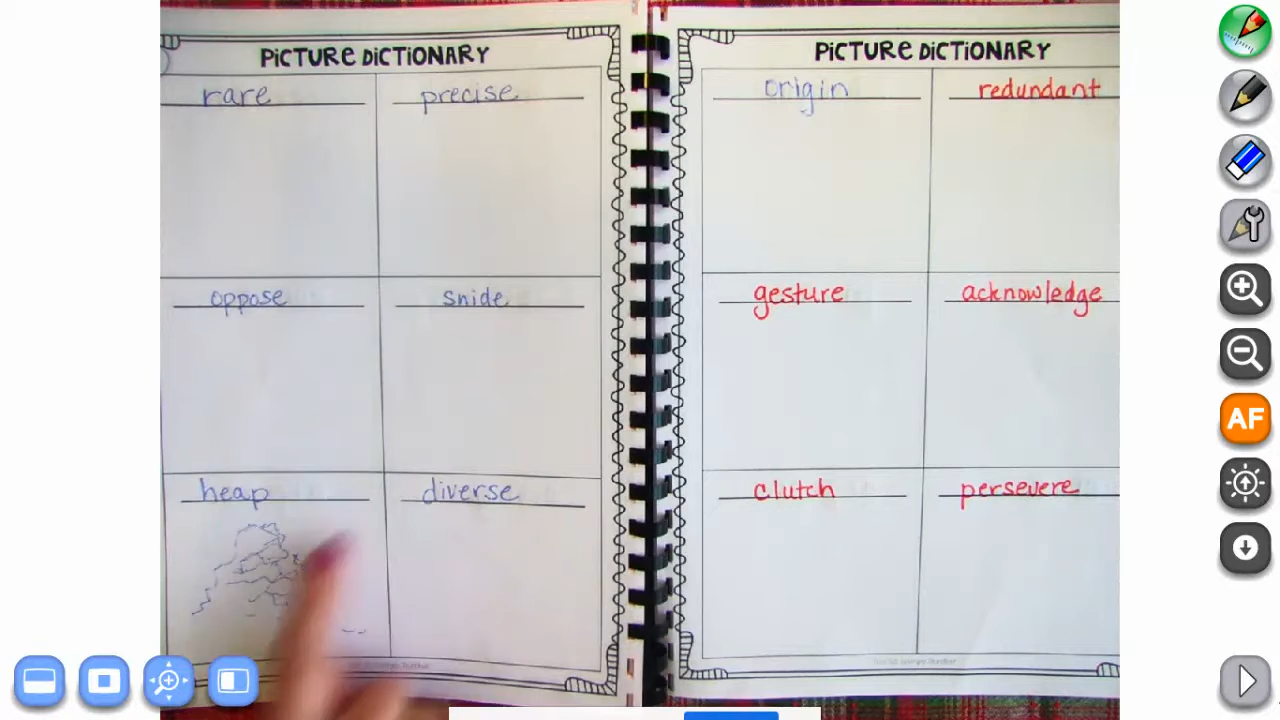 PICTURE DICTIONARY
rare
precise
oppose
snide
heap
diverse
PICTURE DICTIONARY
origin
redundant
gesture
acknowledge
clutch
persevere
AF